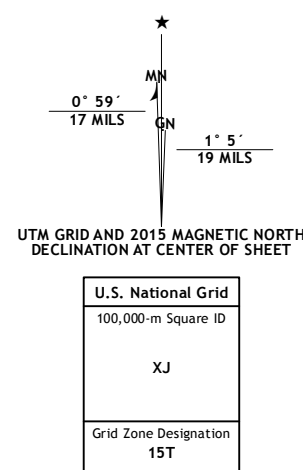 ★
MN
0° 59´
17 MILS
GN
1° 5´
19 MILS
UTM GRID AND 2015 MAGNETIC NORTH
DECLINATION AT CENTER OF SHEET
U.S. National Grid
100,000-m Square ID
XJ
Grid Zone Designation
15T